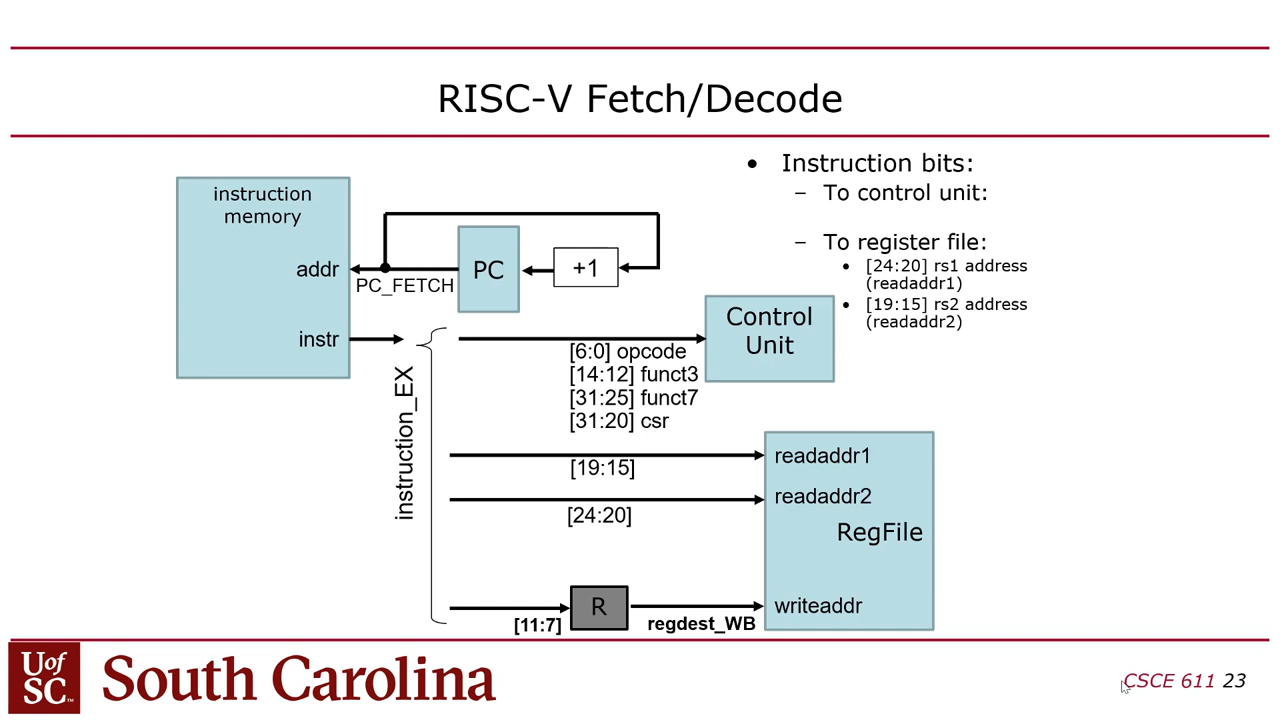 RISC-V Fetch/Decode
instruction
memory
addr
instr
PC_FETCH
PC
+1
• Instruction bits:
– To control unit:
– To register file:
• [24:20] rs1 address
(readaddr1)
• [19:15] rs2 address
(readaddr2)
Control
Unit
[6:0] opcode
[14:12] funct3
[31:25] funct7
[31:20] csr
instruction_EX
[19:15]
[24:20]
readaddr1
readaddr2
RegFile
writeaddr
[11:7]
R
regdest_WB
U of
SC™
South Carolina
CSCE 611 23